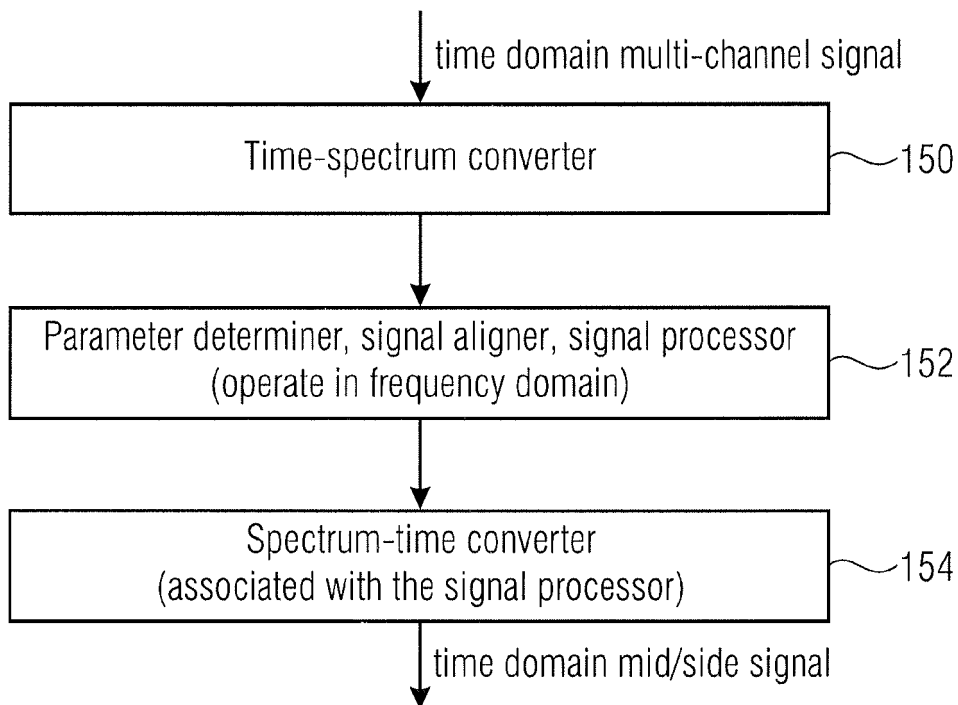 time domain multi-channel signal
Time-spectrum converter
150
Parameter determiner, signal aligner, signal processor
(operate in frequency domain)
152
Spectrum-time converter
(associated with the signal processor)
154
time domain mid/side signal